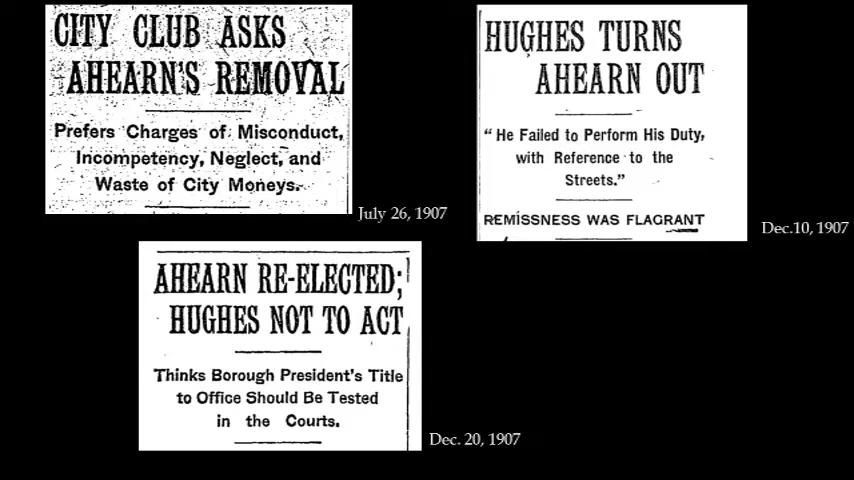 CITY CLUB ASKS
AHEARN'S REMOVAL
Prefers Charges of Misconduct,
Incompetency, Neglect, and
Waste of City Moneys.
July 26, 1907
HUGHES TURNS
AHEARN OUT
"He Failed to Perform His Duty,
with Reference to the
Streets."
REMISSNESS WAS FLAGRANT
Dec.10, 1907
AHEARN RE-ELECTED;
HUGHES NOT TO ACT
Thinks Borough President's Title
to Office Should Be Tested
in the Courts.
Dec. 20, 1907